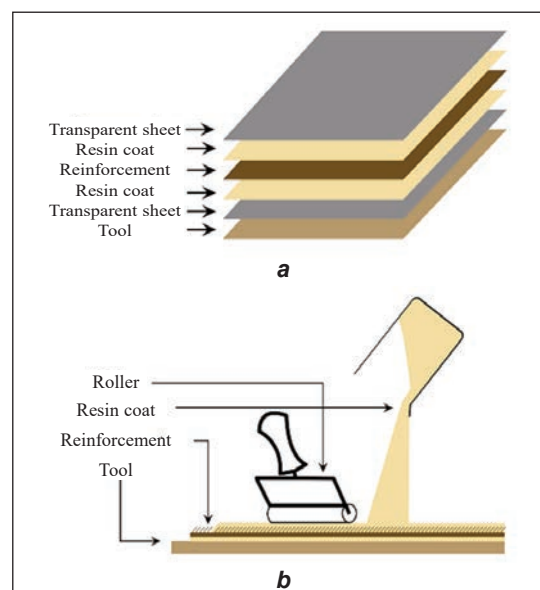 Transparent sheet
Resin coat
Reinforcement
Resin coat
Transparent sheet
Tool
a
Roller
Resin coat
Reinforcement
Tool
b